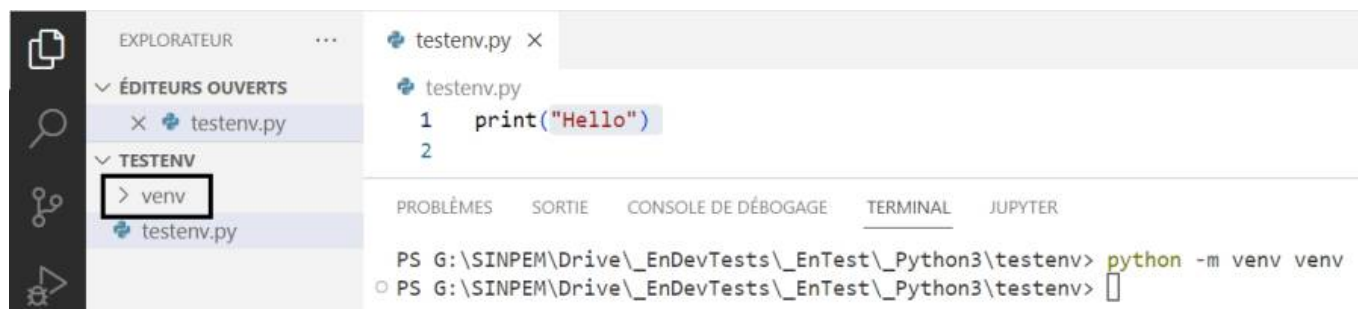 EXPLORATEUR ...
ÉDITEURS OUVERTS
testenv.py
TESTENV
venv
testenv.py
testenv.py
testenv.py
1 print("Hello")
2
PROBLÈMES SORTIE CONSOLE DE DÉBOGAGE TERMINAL JUPYTER
PS G:\SINPEM\Drive\_EnDevTests\_EnTest\_Python3\testenv> python -m venv venv
PS G:\SINPEM\Drive\_EnDevTests\_EnTest\_Python3\testenv>